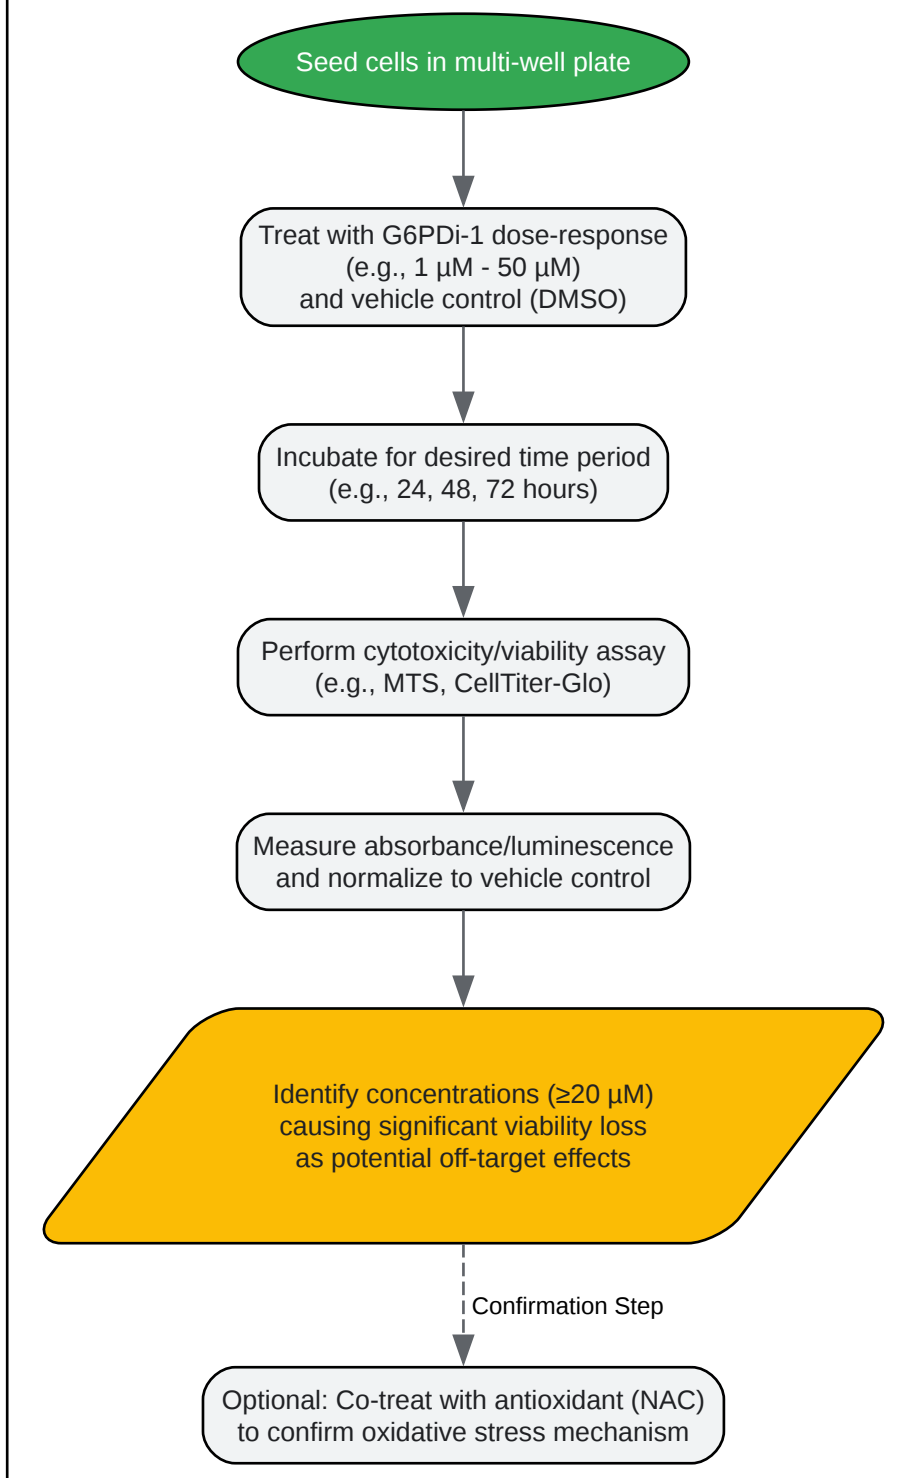 Seed cells in multi-well plate
Treat with G6PDi-1 dose-response
(e.g., 1 µM - 50 µM)
and vehicle control (DMSO)
Incubate for desired time period
(e.g., 24, 48, 72 hours)
Perform cytotoxicity/viability assay
(e.g., MTS, CellTiter-Glo)
Measure absorbance/luminescence
and normalize to vehicle control
Identify concentrations (≥20 µM)
causing significant viability loss
as potential off-target effects
Confirmation Step
Optional: Co-treat with antioxidant (NAC)
to confirm oxidative stress mechanism